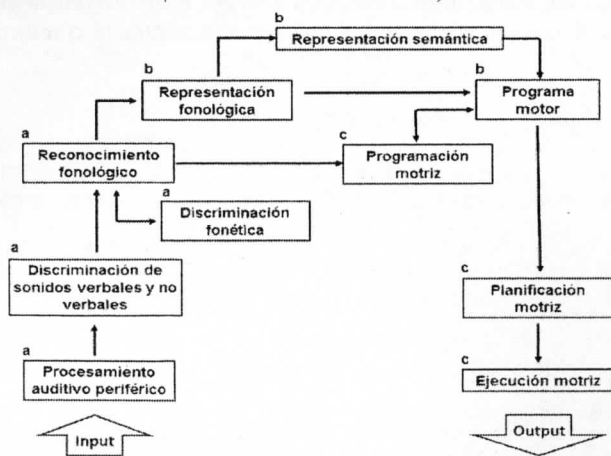 b
Representación semántica
b
Representación
fonológica
b
Programa
motor
a
Reconocimiento
fonológico
c
Programación
motriz
a
Discriminación
fonética
a
Discriminación de
sonidos verbales y no
verbales
c
Planificación
motriz
a
Procesamiento
auditivo periférico
c
Ejecución motriz
Input
Output